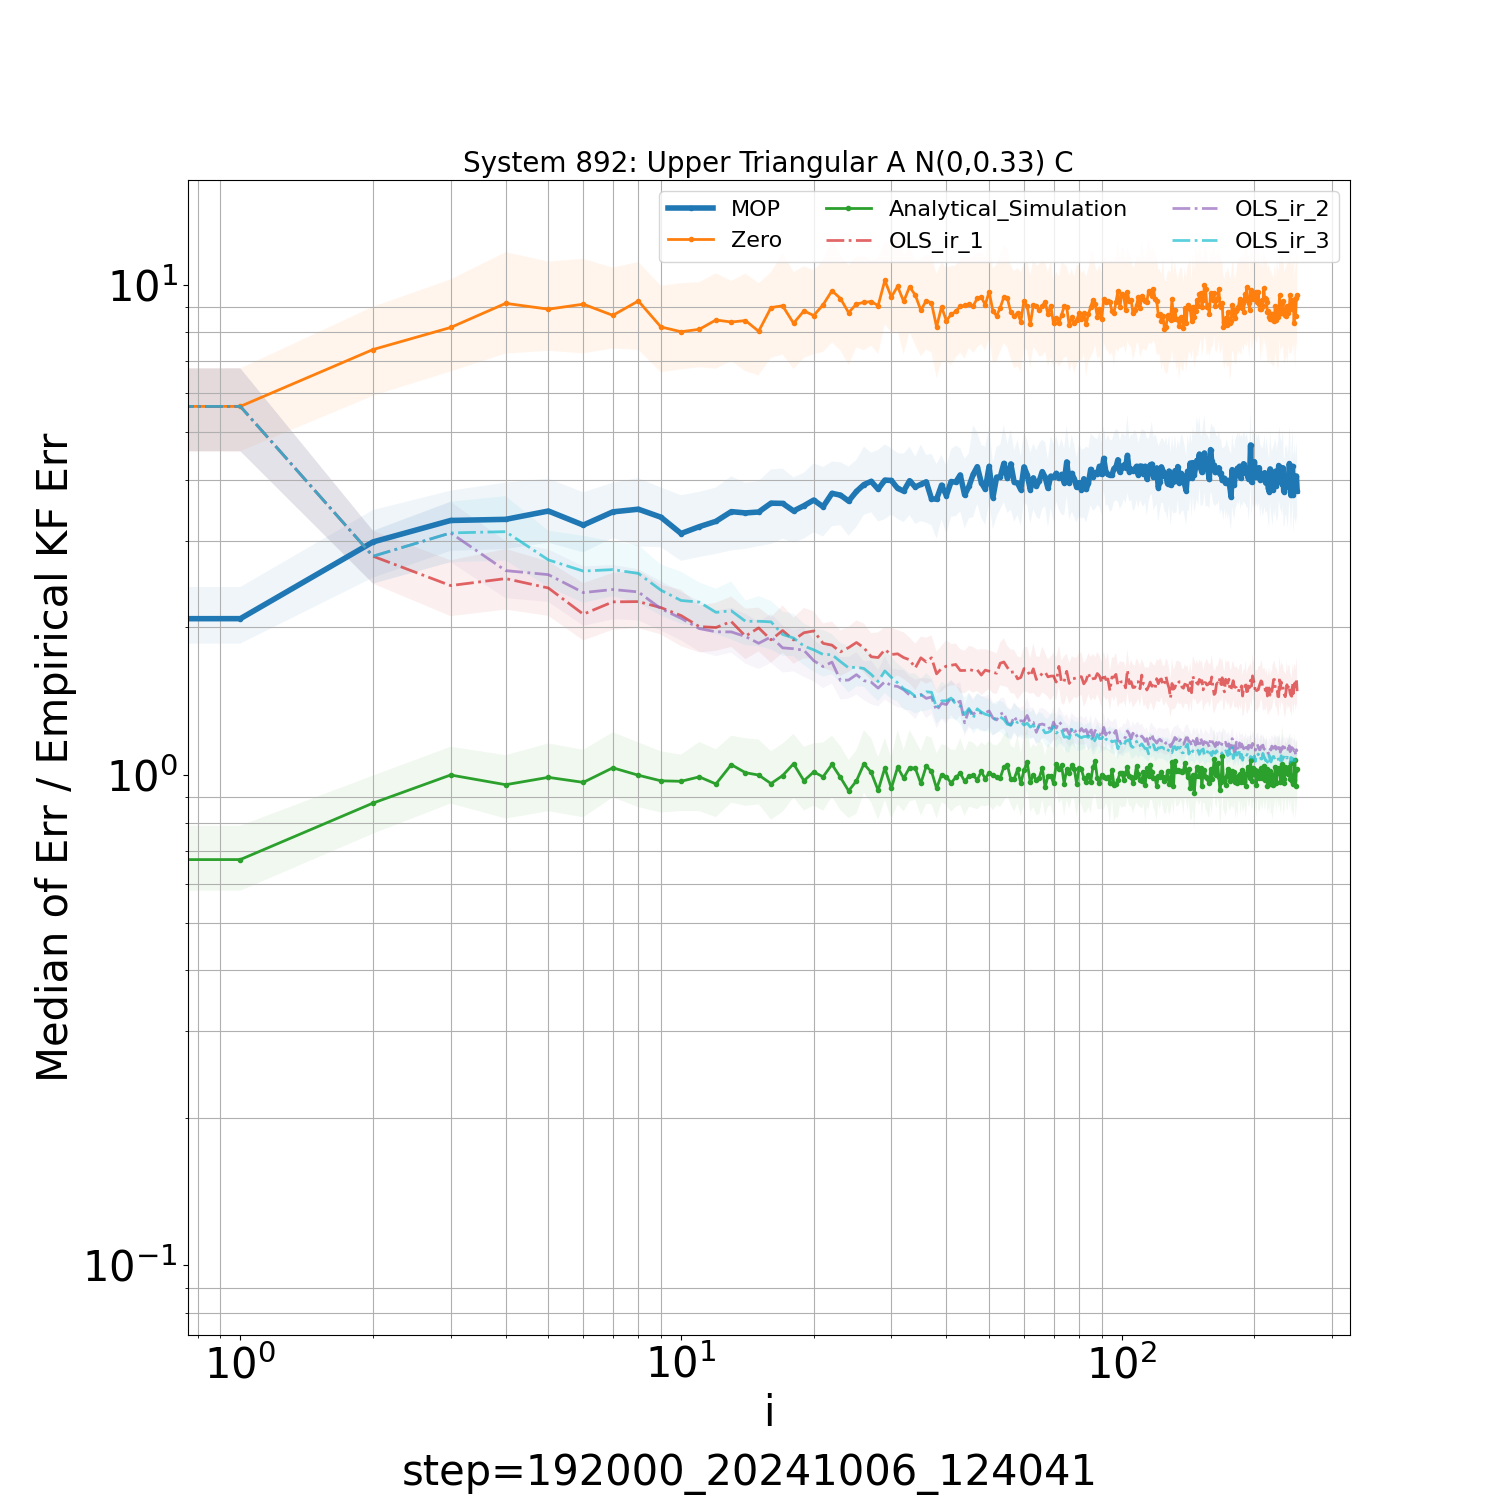 System 892: Upper Triangular A N(0,0.33) C
MOP
Zero
Analytical_Simulation
OLS_ir_1
OLS_ir_2
OLS_ir_3
Median of Err / Empirical KF Err
10¹
10⁰
10⁻¹
10⁰ 10¹ 10²
i
step=192000_20241006_124041